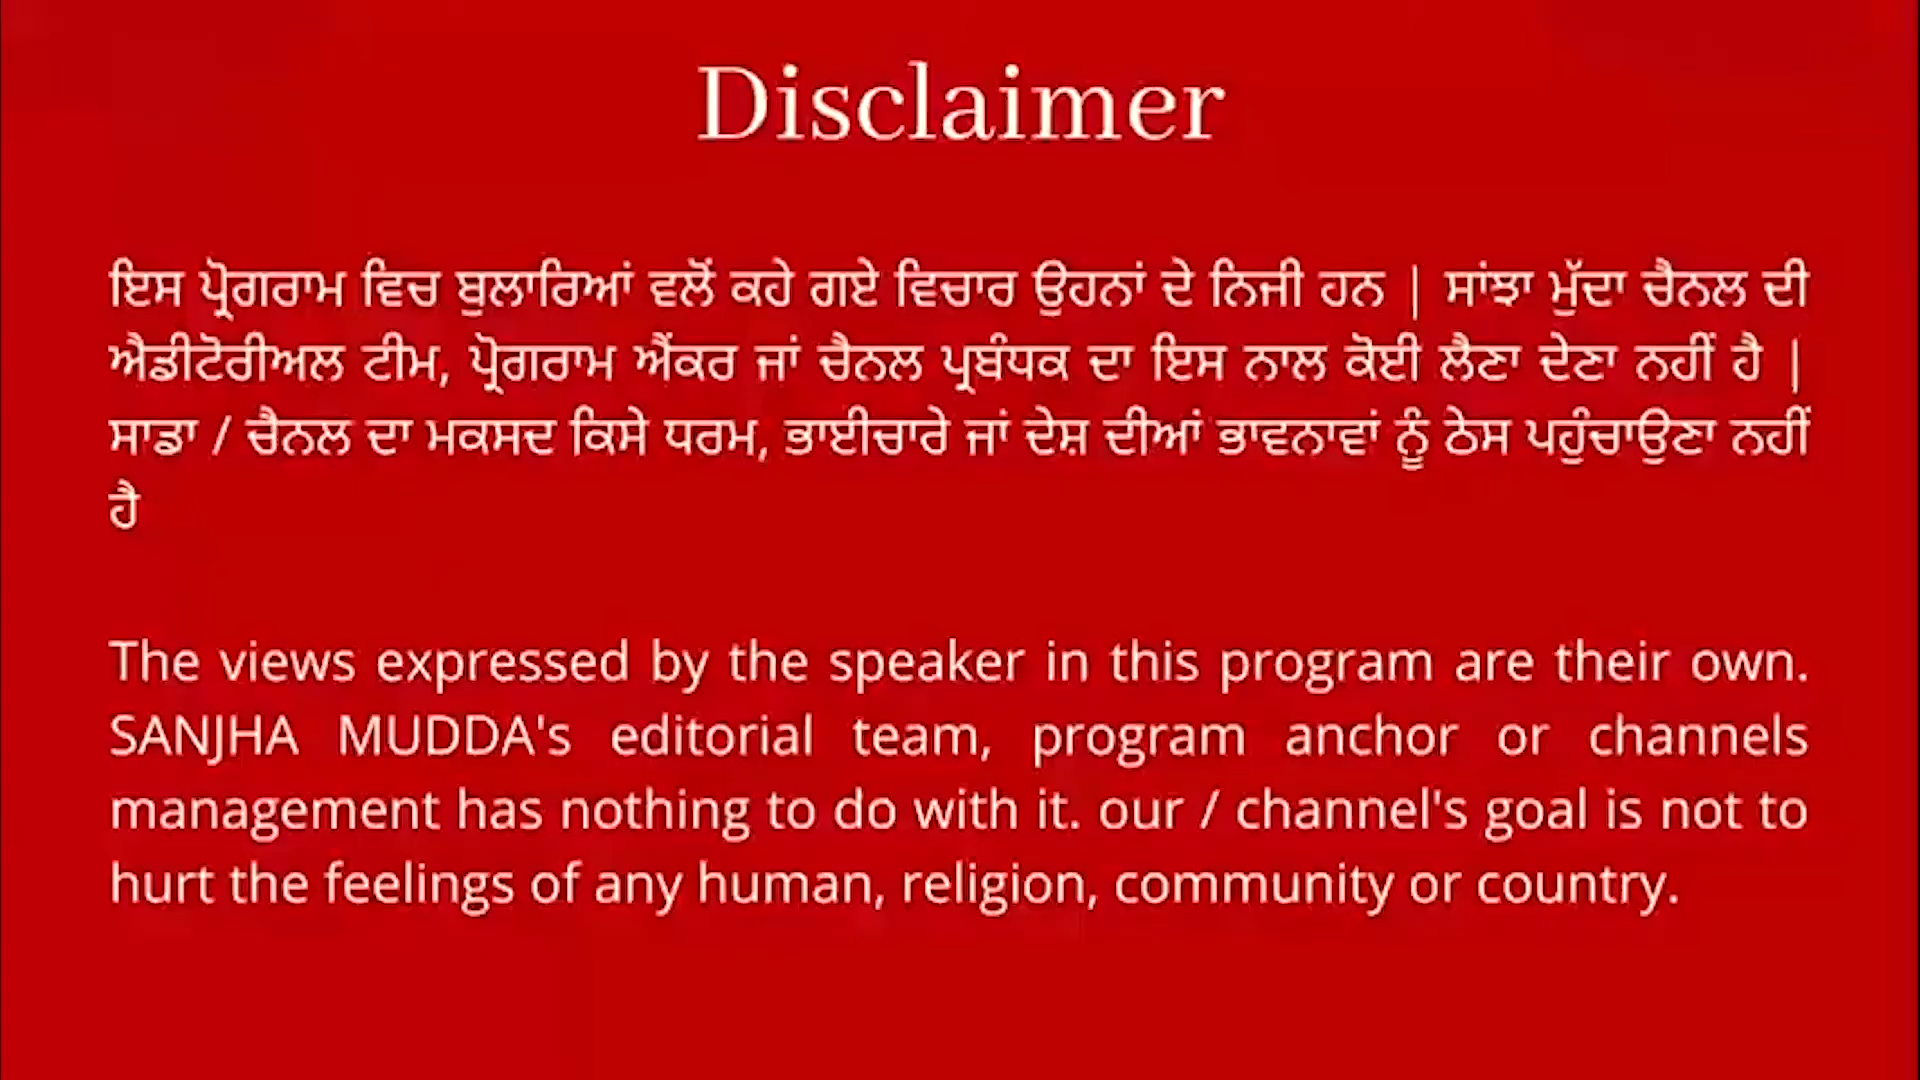 Disclaimer
ਇਸ ਪ੍ਰੋਗਰਾਮ ਵਿਚ ਬੁਲਾਰਿਆਂ ਵਲੋਂ ਕਹੇ ਗਏ ਵਿਚਾਰ ਉਹਨਾਂ ਦੇ ਨਿਜੀ ਹਨ | ਸਾਂਝਾ ਮੁੱਦਾ ਚੈਨਲ ਦੀ
ਐਡੀਟੋਰੀਅਲ ਟੀਮ, ਪ੍ਰੋਗਰਾਮ ਐਂਕਰ ਜਾਂ ਚੈਨਲ ਪ੍ਰਬੰਧਕ ਦਾ ਇਸ ਨਾਲ ਕੋਈ ਲੈਣਾ ਦੇਣਾ ਨਹੀਂ ਹੈ |
ਸਾਡਾ / ਚੈਨਲ ਦਾ ਮਕਸਦ ਕਿਸੇ ਧਰਮ, ਭਾਈਚਾਰੇ ਜਾਂ ਦੇਸ਼ ਦੀਆਂ ਭਾਵਨਾਵਾਂ ਨੂੰ ਠੇਸ ਪਹੁੰਚਾਉਣਾ ਨਹੀਂ
ਹੈ
The views expressed by the speaker in this program are their own.
SANJHA MUDDA's editorial team, program anchor or channels
management has nothing to do with it. our / channel's goal is not to
hurt the feelings of any human, religion, community or country.